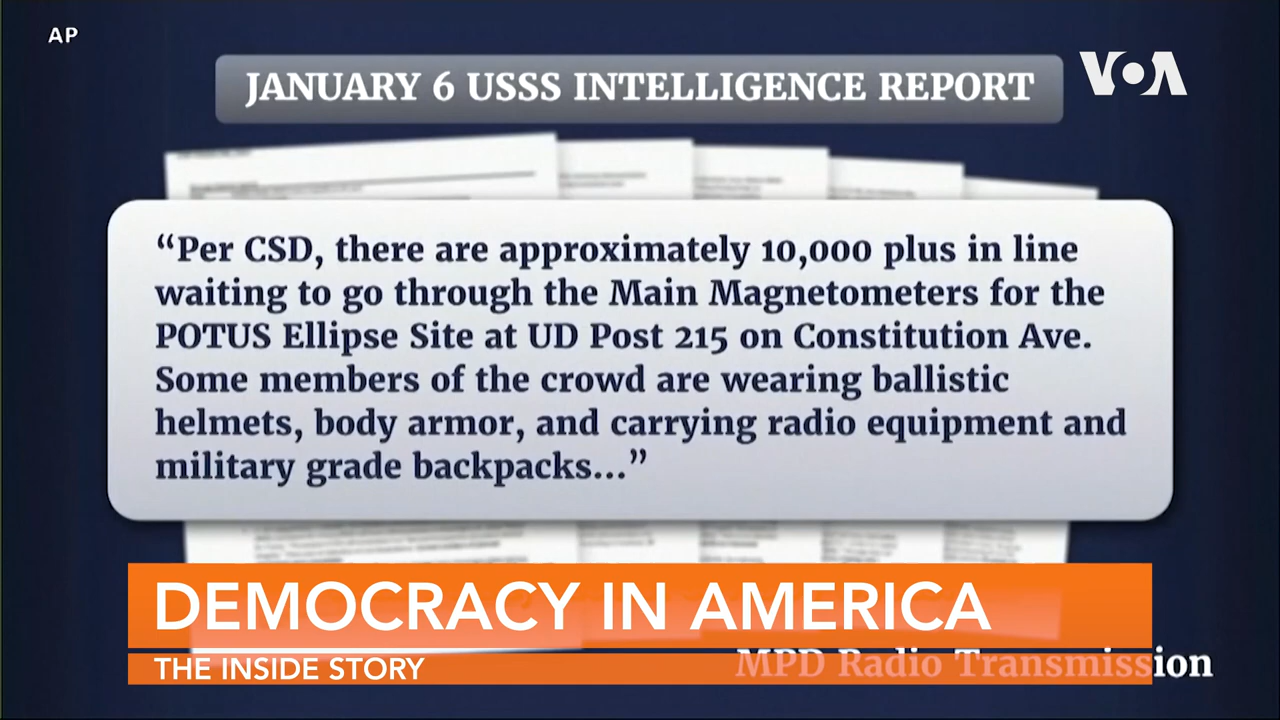 AP
JANUARY 6 USSS INTELLIGENCE REPORT
VOA
“Per CSD, there are approximately 10,000 plus in line
waiting to go through the Main Magnetometers for the
POTUS Ellipse Site at UD Post 215 on Constitution Ave.
Some members of the crowd are wearing ballistic
helmets, body armor, and carrying radio equipment and
military grade backpacks...”
DEMOCRACY IN AMERICA
THE INSIDE STORY
MPD Radio Transmission